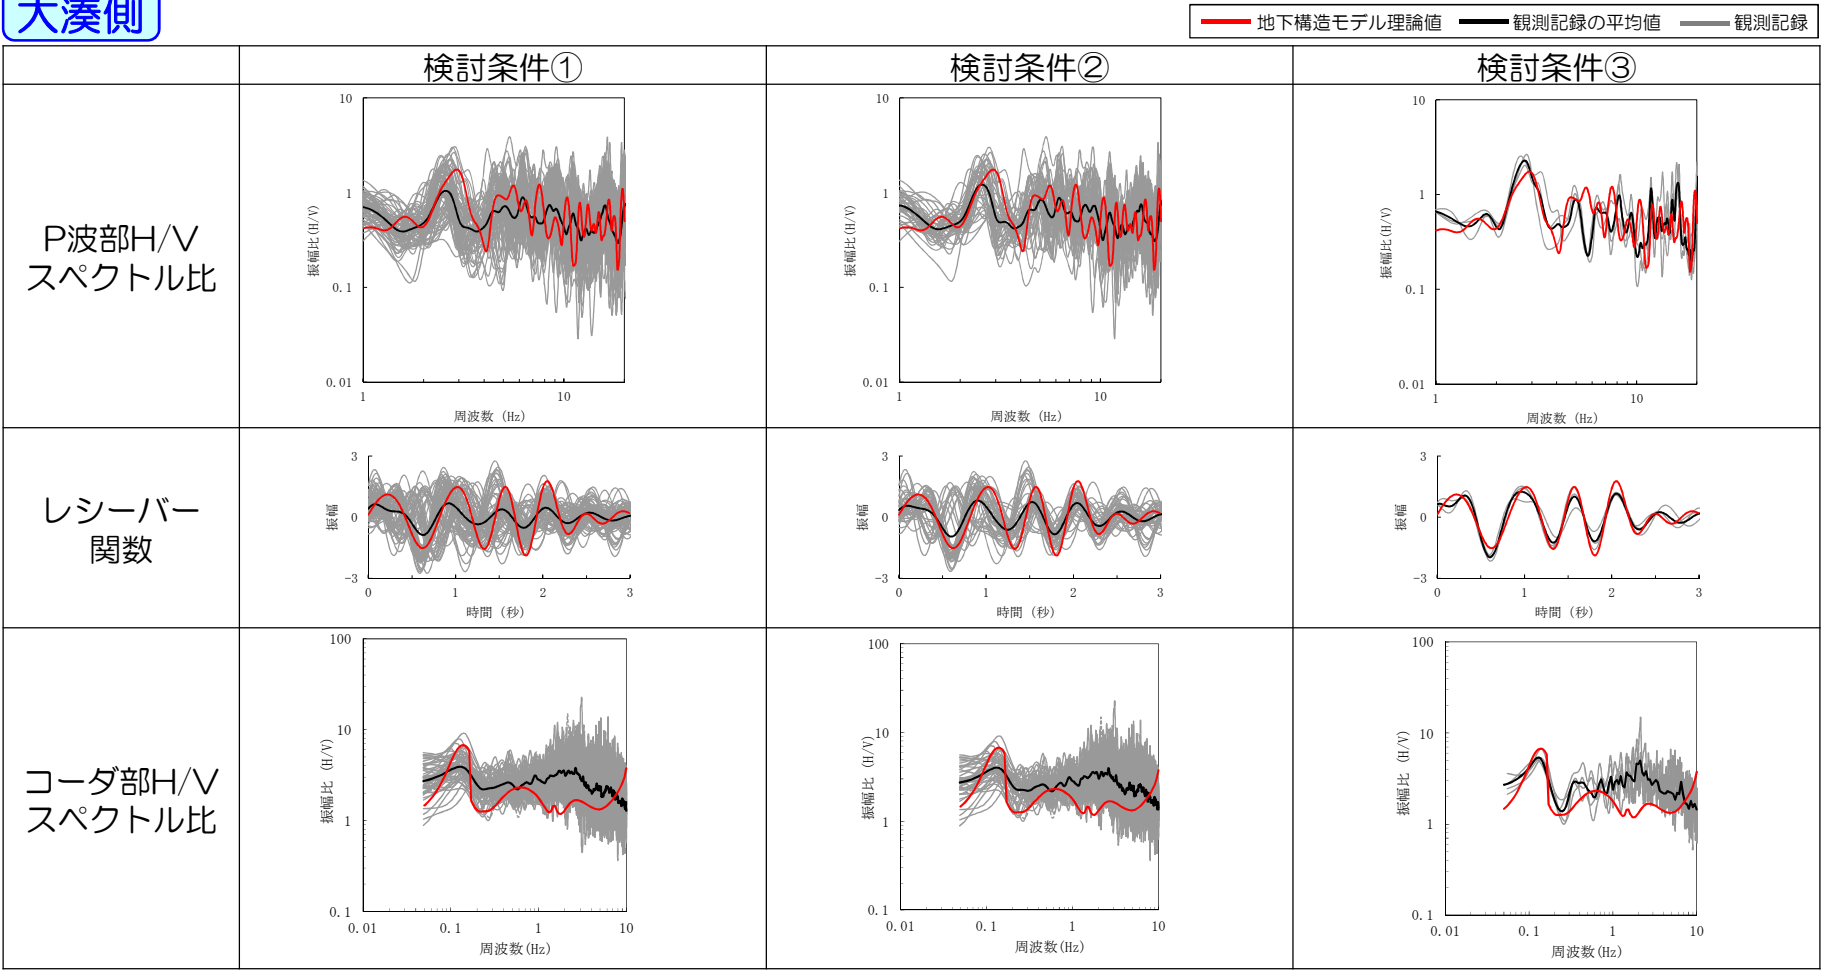 大湊側
地下構造モデル理論値 観測記録の平均値 観測記録
検討条件① 検討条件② 検討条件③
P波部H/V
スペクトル比
10
1
0.1
0.01
振幅比(H/V)
1 10
周波数 (Hz)
10
1
0.1
0.01
振幅比(H/V)
1 10
周波数 (Hz)
10
1
0.1
0.01
振幅比(H/V)
1 10
周波数 (Hz)
レシーバー
関数
3
0
-3
振幅
0 1 2 3
時間 (秒)
3
0
-3
振幅
0 1 2 3
時間 (秒)
3
0
-3
振幅
0 1 2 3
時間 (秒)
コーダ部H/V
スペクトル比
100
10
1
0.1
振幅比 (H/V)
0.01 0.1 1 10
周波数(Hz)
100
10
1
0.1
振幅比 (H/V)
0.01 0.1 1 10
周波数(Hz)
100
10
1
0.1
振幅比 (H/V)
0.01 0.1 1 10
周波数(Hz)